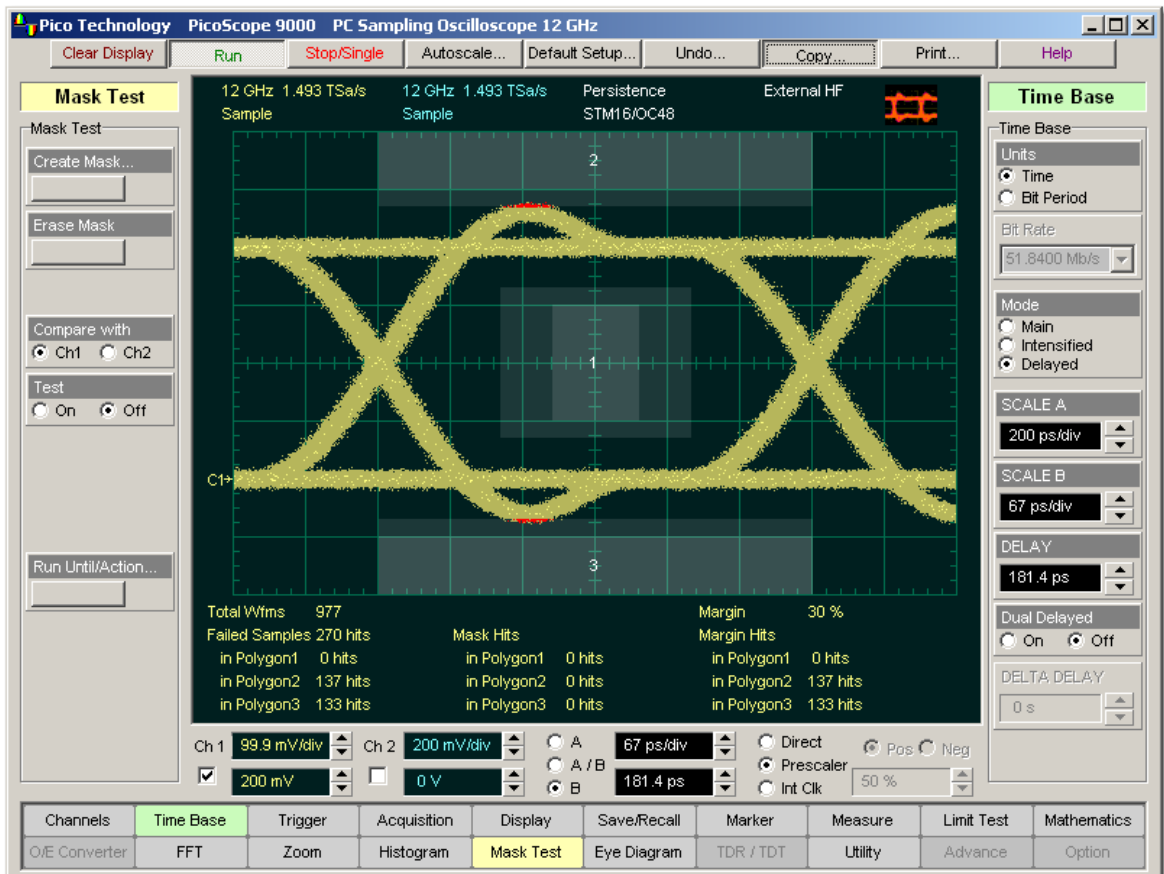 Pico Technology PicoScope 9000 PC Sampling Oscilloscope 12 GHz
Clear Display Run Stop/Single Autoscale... Default Setup... Undo... Copy... Print... Help
Mask Test
Mask Test
Create Mask...
Erase Mask
Compare with
Ch1 Ch2
Test
On Off
Run Until/Action...
12 GHz 1.493 TSa/s 12 GHz 1.493 TSa/s Persistence External HF
Sample Sample STM16/OC48
2
1
C1
3
Total Wfms 977 Margin 30 %
Failed Samples 270 hits Mask Hits Margin Hits
in Polygon1 0 hits in Polygon1 0 hits in Polygon1 0 hits
in Polygon2 137 hits in Polygon2 0 hits in Polygon2 137 hits
in Polygon3 133 hits in Polygon3 0 hits in Polygon3 133 hits
Time Base
Time Base
Units
Time
Bit Period
Bit Rate
51.8400 Mb/s
Mode
Main
Intensified
Delayed
SCALE A
200 ps/div
SCALE B
67 ps/div
DELAY
181.4 ps
Dual Delayed
On Off
DELTA DELAY
0 s
Ch 1 99.9 mV/div Ch 2 200 mV/div A 67 ps/div Direct Pos Neg
A / B Prescaler
200 mV 0 V B 181.4 ps Int Clk 50 %
Channels Time Base Trigger Acquisition Display Save/Recall Marker Measure Limit Test Mathematics
O/E Converter FFT Zoom Histogram Mask Test Eye Diagram TDR / TDT Utility Advance Option